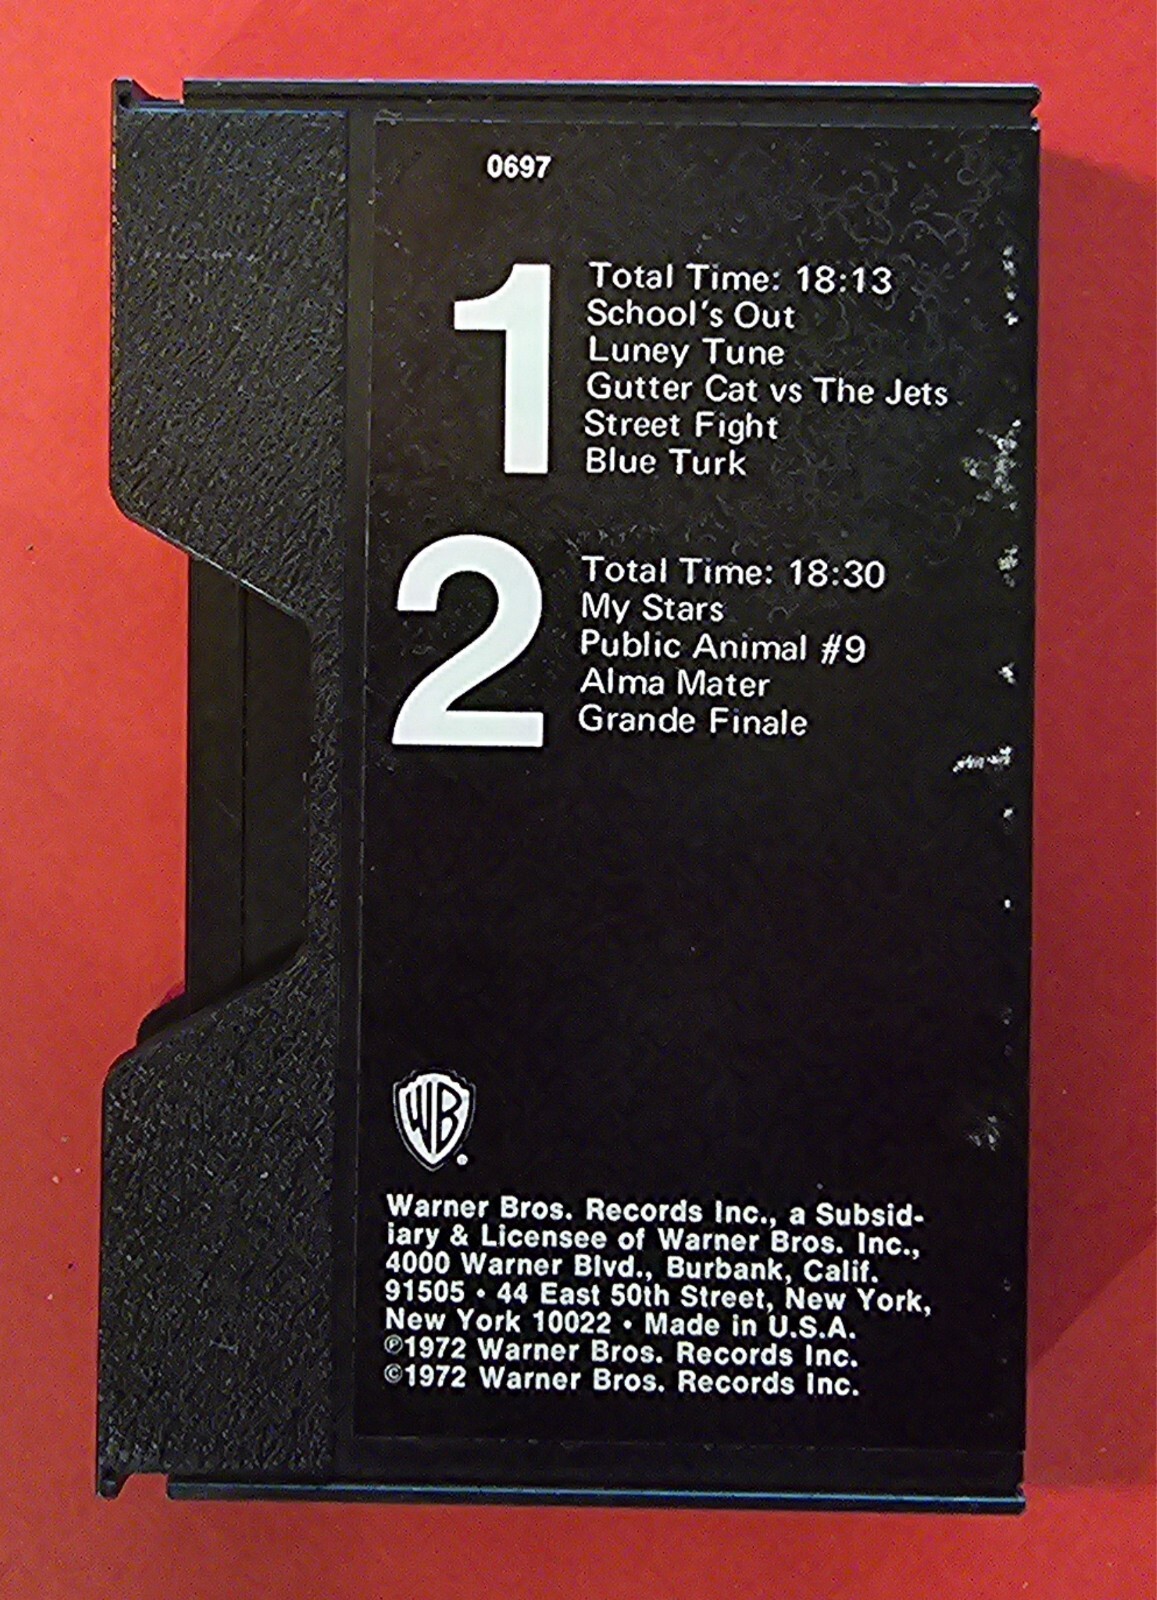 0697
1
Total Time: 18:13
School's Out
Luney Tune
Gutter Cat vs The Jets
Street Fight
Blue Turk
2
Total Time: 18:30
My Stars
Public Animal #9
Alma Mater
Grande Finale
WB
Warner Bros. Records Inc., a Subsid-
iary & Licensee of Warner Bros. Inc.,
4000 Warner Blvd., Burbank, Calif.
91505 • 44 East 50th Street, New York,
New York 10022 • Made in U.S.A.
℗1972 Warner Bros. Records Inc.
©1972 Warner Bros. Records Inc.